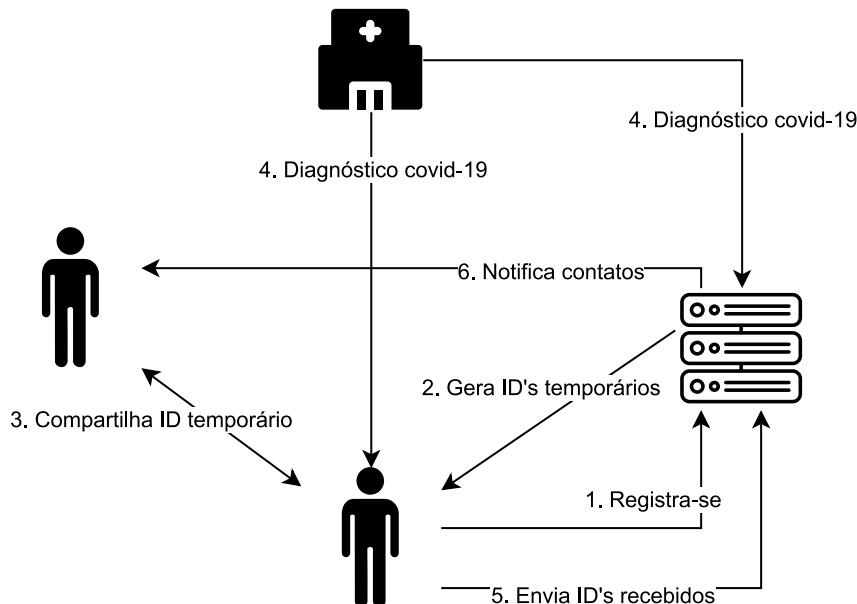 4. Diagnóstico covid-19
4. Diagnóstico covid-19
6. Notifica contatos
2. Gera ID's temporários
3. Compartilha ID temporário
1. Registra-se
5. Envia ID's recebidos